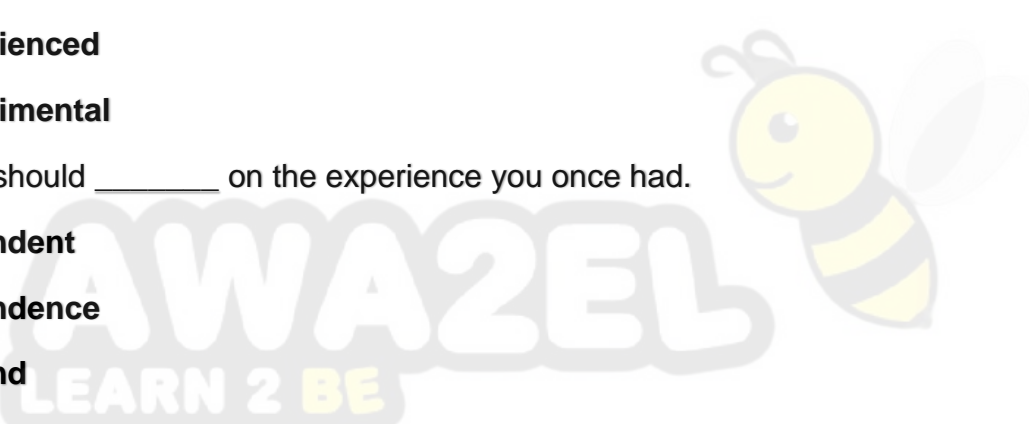 ienced
imental
should _______ on the experience you once had.
ndent
ndence
nd
AWA2EL
LEARN 2 BE